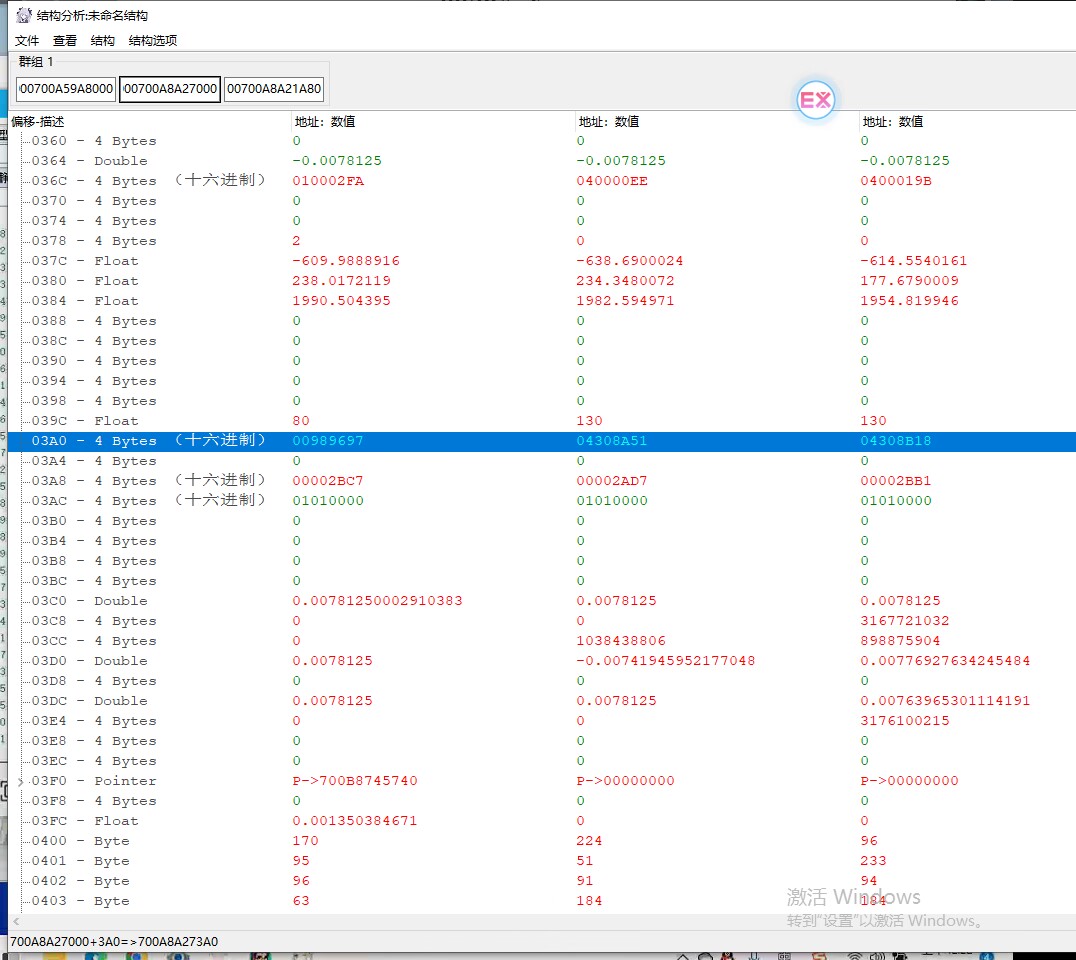 结构分析:未命名结构
文件 查看 结构 结构选项
群组 1
00700A59A8000 00700A8A27000 00700A8A21A80
EX
偏移-描述 地址: 数值 地址: 数值 地址: 数值
0360 - 4 Bytes 0 0 0
0364 - Double -0.0078125 -0.0078125 -0.0078125
036C - 4 Bytes （十六进制） 010002FA 040000EE 0400019B
0370 - 4 Bytes 0 0 0
0374 - 4 Bytes 0 0 0
0378 - 4 Bytes 2 0 0
037C - Float -609.9888916 -638.6900024 -614.5540161
0380 - Float 238.0172119 234.3480072 177.6790009
0384 - Float 1990.504395 1982.594971 1954.819946
0388 - 4 Bytes 0 0 0
038C - 4 Bytes 0 0 0
0390 - 4 Bytes 0 0 0
0394 - 4 Bytes 0 0 0
0398 - 4 Bytes 0 0 0
039C - Float 80 130 130
03A0 - 4 Bytes （十六进制） 00989697 04308A51 04308B18
03A4 - 4 Bytes 0 0 0
03A8 - 4 Bytes （十六进制） 00002BC7 00002AD7 00002BB1
03AC - 4 Bytes （十六进制） 01010000 01010000 01010000
03B0 - 4 Bytes 0 0 0
03B4 - 4 Bytes 0 0 0
03B8 - 4 Bytes 0 0 0
03BC - 4 Bytes 0 0 0
03C0 - Double 0.00781250002910383 0.0078125 0.0078125
03C8 - 4 Bytes 0 0 3167721032
03CC - 4 Bytes 0 1038438806 898875904
03D0 - Double 0.0078125 -0.00741945952177048 0.00776927634245484
03D8 - 4 Bytes 0 0 0
03DC - Double 0.0078125 0.0078125 0.00763965301114191
03E4 - 4 Bytes 0 0 3176100215
03E8 - 4 Bytes 0 0 0
03EC - 4 Bytes 0 0 0
03F0 - Pointer P->700B8745740 P->00000000 P->00000000
03F8 - 4 Bytes 0 0 0
03FC - Float 0.001350384671 0 0
0400 - Byte 170 224 96
0401 - Byte 95 51 233
0402 - Byte 96 91 94
0403 - Byte 63 184 184
激活 Windows
转到“设置”以激活 Windows。
700A8A27000+3A0=>700A8A273A0